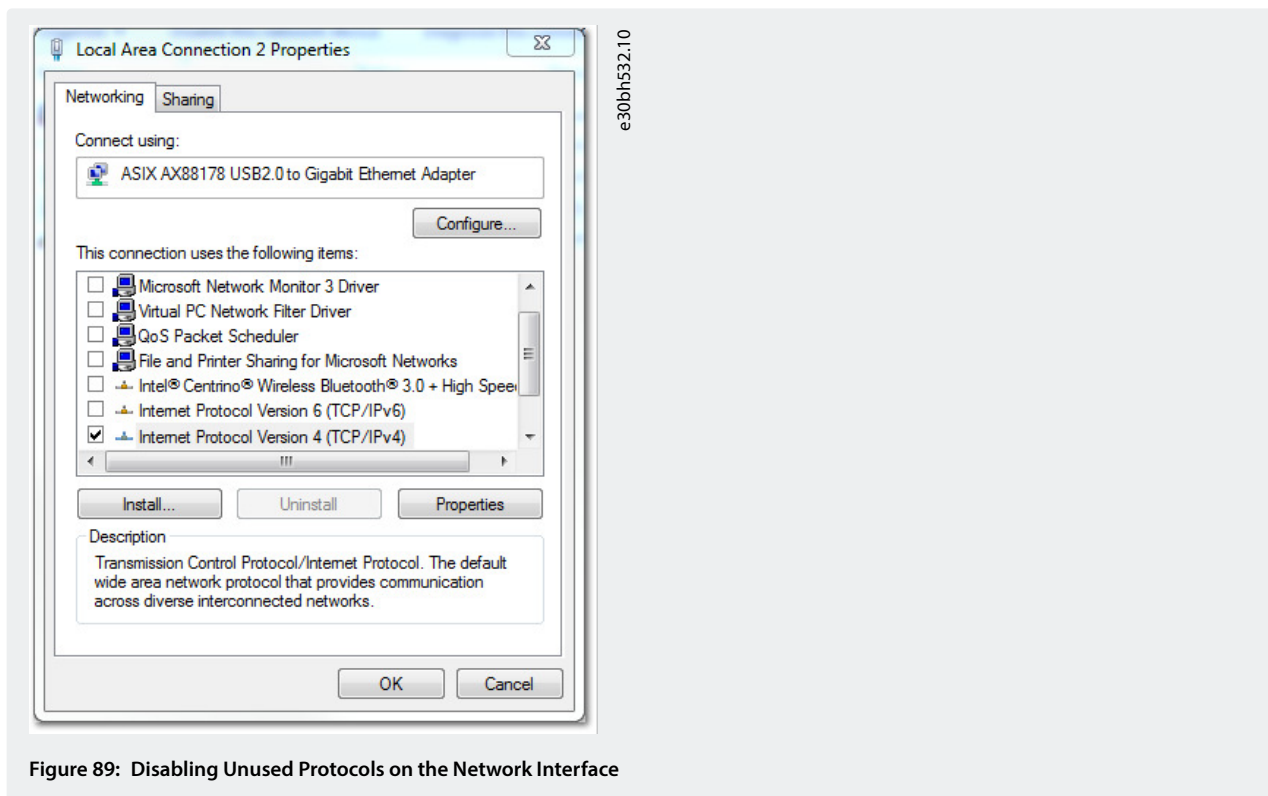 Local Area Connection 2 Properties
Networking
Sharing
Connect using:
ASIX AX88178 USB2.0 to Gigabit Ethernet Adapter
Configure...
This connection uses the following items:
Microsoft Network Monitor 3 Driver
Virtual PC Network Filter Driver
QoS Packet Scheduler
File and Printer Sharing for Microsoft Networks
Intel® Centrino® Wireless Bluetooth® 3.0 + High Speed
Internet Protocol Version 6 (TCP/IPv6)
Internet Protocol Version 4 (TCP/IPv4)
Install...
Uninstall
Properties
Description
Transmission Control Protocol/Internet Protocol. The default
wide area network protocol that provides communication
across diverse interconnected networks.
OK
Cancel
e30bh532.10
Figure 89: Disabling Unused Protocols on the Network Interface